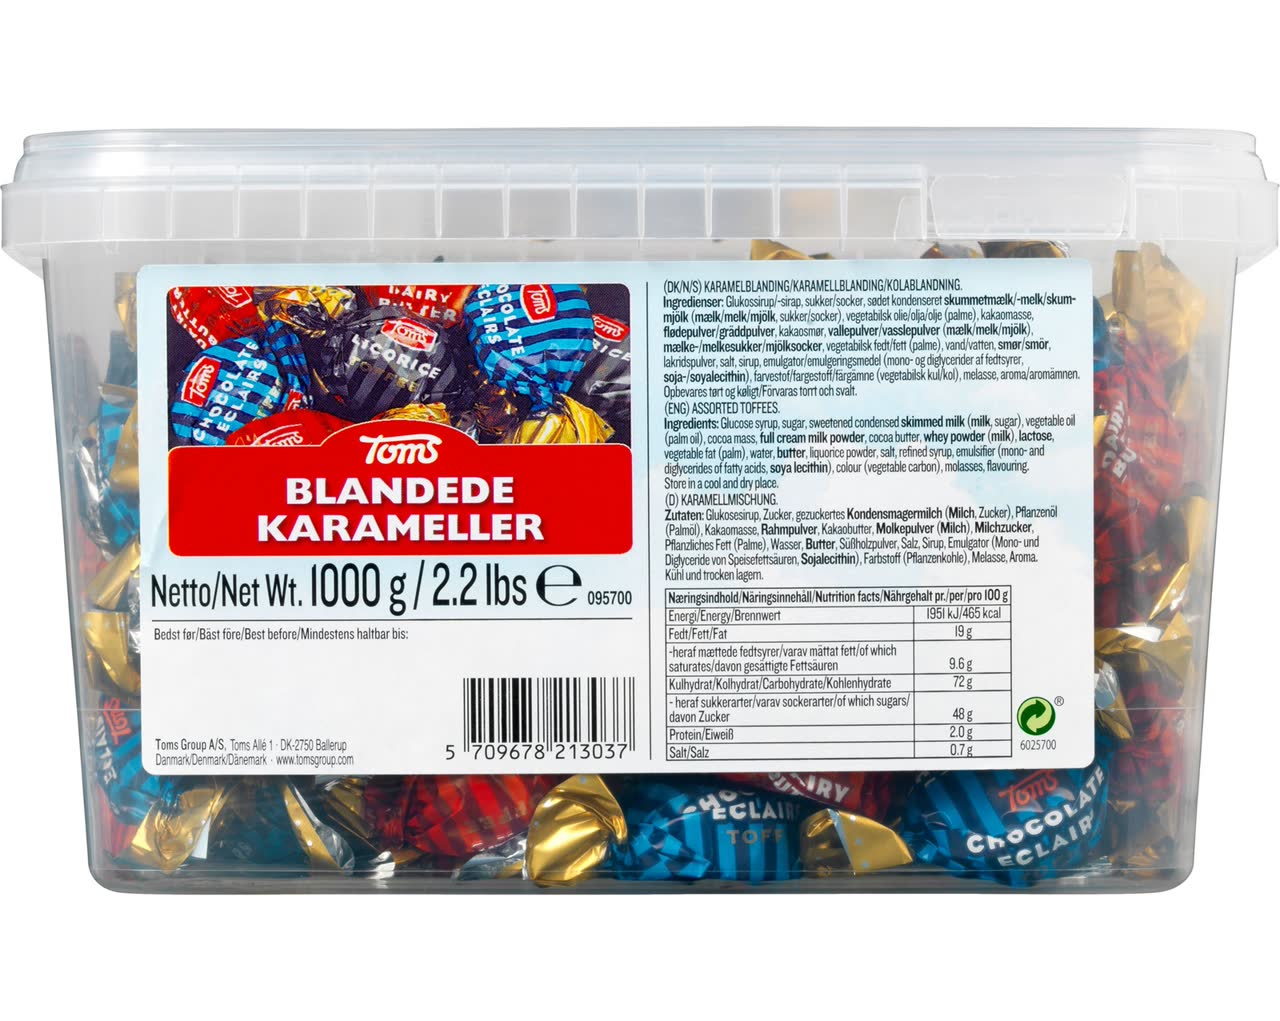 DAIRY
BUTTER
Toms
LICORICE
TOFFEE
Toms
CHOCOLATE
ECLAIRS
Toms
CHOCOLATE
ECLAIRS
Toms
BLANDEDE
KARAMELLER
Netto/Net Wt. 1000 g / 2.2 lbs e 095700
Bedst før/Bäst före/Best before/Mindestens haltbar bis:
5 709678 213037
Toms Group A/S, Toms Allé 1 · DK-2750 Ballerup
Danmark/Denmark/Dänemark · www.tomsgroup.com
(DK/N/S) KARAMELBLANDING/KARAMELLBLANDING/KOLABLANDNING.
Ingredienser: Glukossirup/-sirap, sukker/socker, sødet kondenseret skummetmælk/-melk/skum-
mjölk (mælk/melk/mjölk, sukker/socker), vegetabilsk olie/olja/olje (palme), kakaomasse,
flødepulver/gräddpulver, kakaosmør, vallepulver/vasslepulver (mælk/melk/mjölk),
mælke-/melkesukker/mjölksocker, vegetabilsk fedt/fett (palme), vand/vatten, smør/smör,
lakridspulver, salt, sirup, emulgator/emulgeringsmedel (mono- og diglycerider af fedtsyrer,
soja-/soyalecithin), farvestof/fargestoff/färgämne (vegetabilsk kul/kol), melasse, aroma/aromämnen.
Opbevares tørt og køligt/Förvaras torrt och svalt.
(ENG) ASSORTED TOFFEES.
Ingredients: Glucose syrup, sugar, sweetened condensed skimmed milk (milk, sugar), vegetable oil
(palm oil), cocoa mass, full cream milk powder, cocoa butter, whey powder (milk), lactose,
vegetable fat (palm), water, butter, liquorice powder, salt, refined syrup, emulsifier (mono- and
diglycerides of fatty acids, soya lecithin), colour (vegetable carbon), molasses, flavouring.
Store in a cool and dry place.
(D) KARAMELLMISCHUNG.
Zutaten: Glukosesirup, Zucker, gezuckertes Kondensmagermilch (Milch, Zucker), Pflanzenöl
(Palmöl), Kakaomasse, Rahmpulver, Kakaobutter, Molkepulver (Milch), Milchzucker,
Pflanzliches Fett (Palme), Wasser, Butter, Süßholzpulver, Salz, Sirup, Emulgator (Mono- und
Diglyceride von Speisefettsäuren, Sojalecithin), Farbstoff (Pflanzenkohle), Melasse, Aroma.
Kühl und trocken lagern.
Næringsindhold/Näringsinnehåll/Nutrition facts/Nährgehalt pr./per/pro 100 g
Energi/Energy/Brennwert 1951 kJ/465 kcal
Fedt/Fett/Fat 19 g
-heraf mættede fedtsyrer/varav mättat fett/of which
saturates/davon gesättigte Fettsäuren 9.6 g
Kulhydrat/Kolhydrat/Carbohydrate/Kohlenhydrate 72 g
- heraf sukkerarter/varav sockerarter/of which sugars/
davon Zucker 48 g
Protein/Eiweiß 2.0 g
Salt/Salz 0.7 g
®
6025700
ECLAIR
TOFF
Toms
CHOCOLATE
ECLAIR